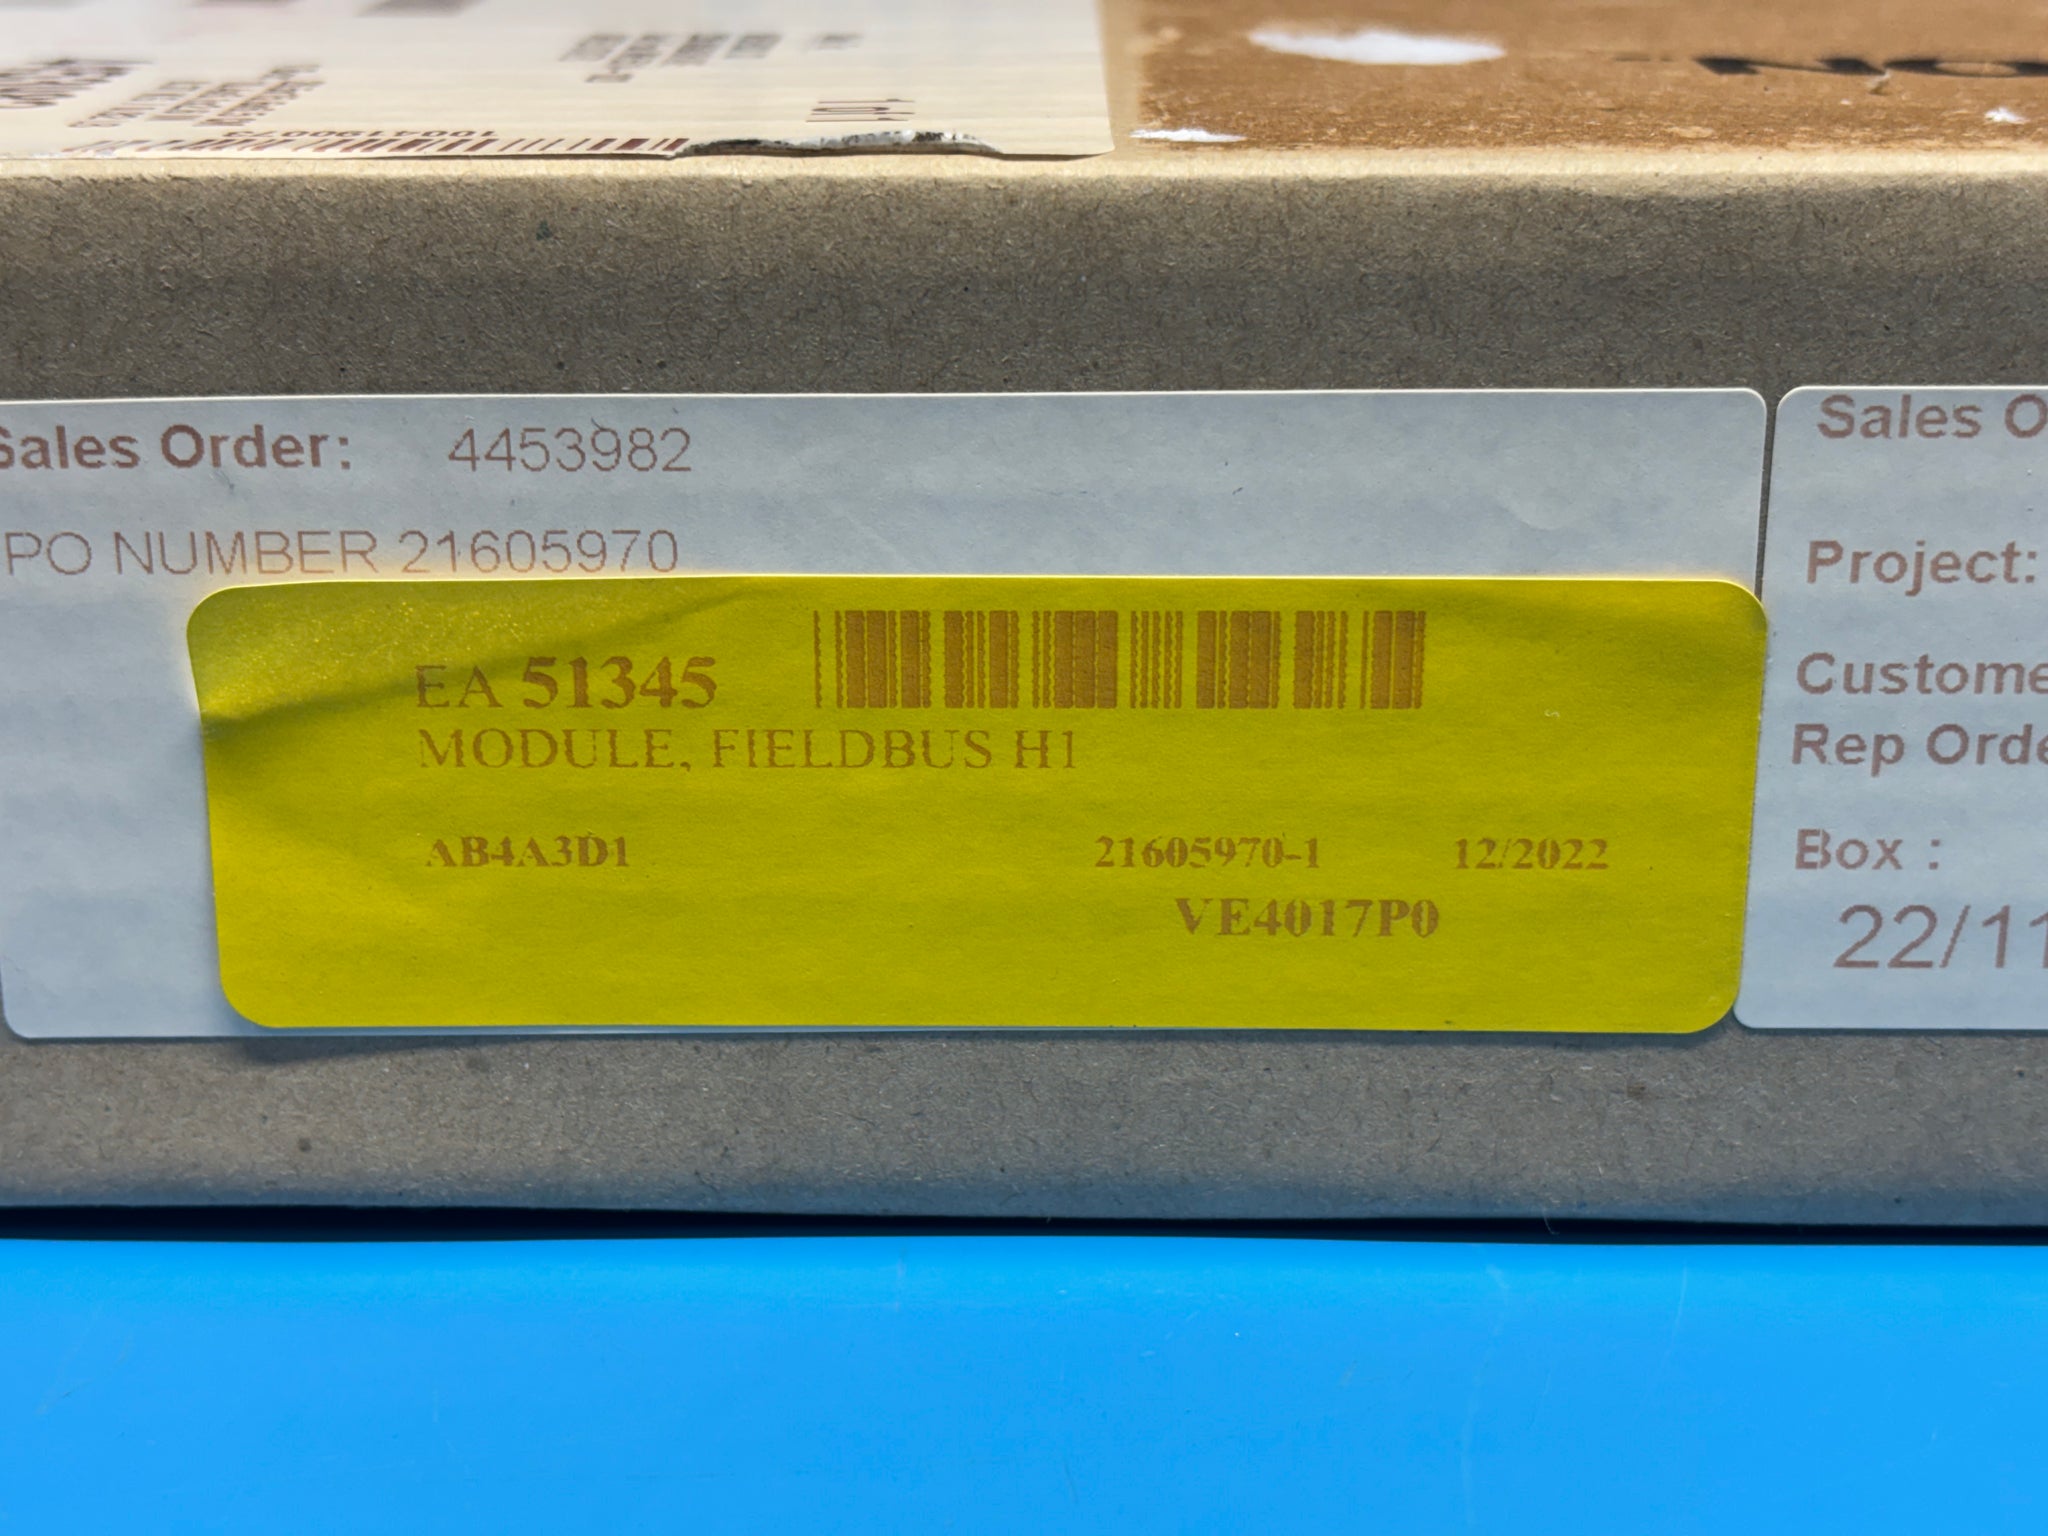 Sales Order: 4453982
PO NUMBER 21605970
EA 51345
MODULE, FIELDBUS H1
AB4A3D1 21605970-1 12/2022
VE4017P0
Sales O
Project:
Custome
Rep Orde
Box :
22/11